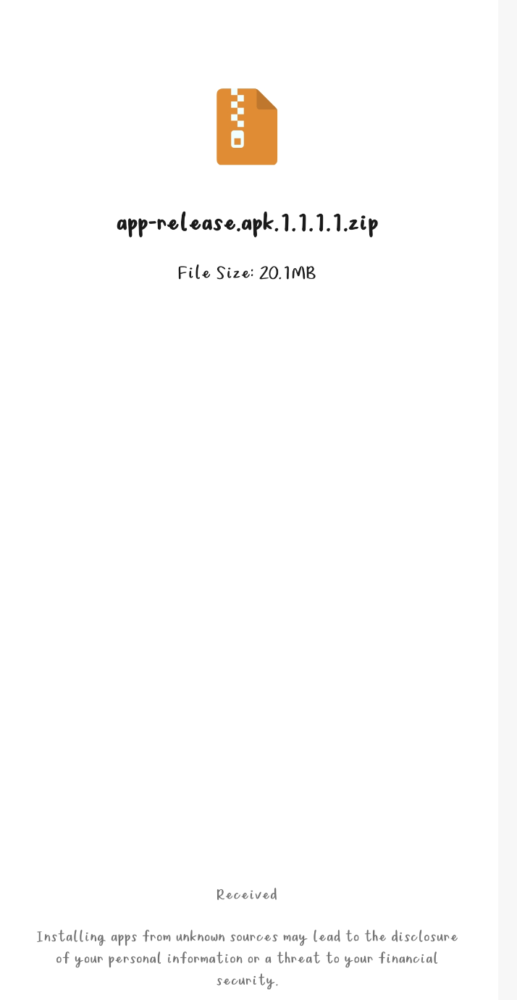 app-release.apk.1.1.1.1.zip
File Size: 20.1MB
Received
Installing apps from unknown sources may lead to the disclosure
of your personal information or a threat to your financial
security.